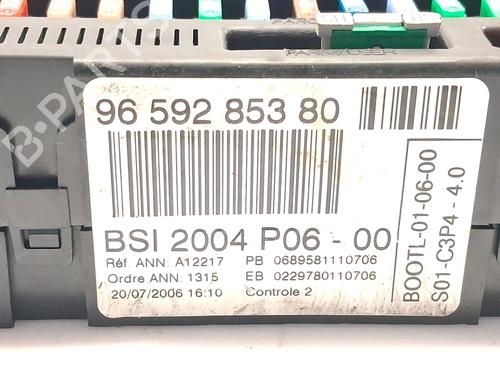 96 592 853 80
BSI 2004 P06 - 00
Réf. ANN: A12217 PB 0689581110706
Ordre ANN: 1315 EB 0229780110706
20/07/2006 16:10 Controle 2
BOOTL-01-06-00
S01-C3P4 - 4.0
B-PARTS